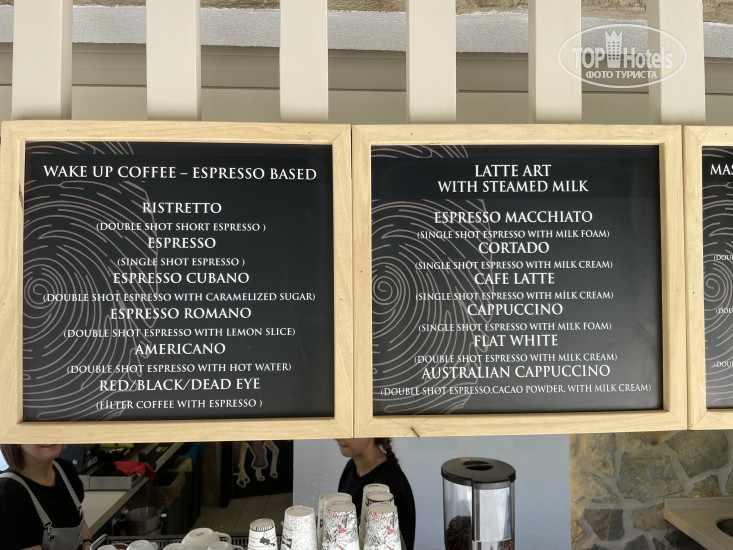 TOP Hotels
ФОТО ТУРИСТА
WAKE UP COFFEE – ESPRESSO BASED
RISTRETTO
(DOUBLE SHOT SHORT ESPRESSO )
ESPRESSO
(SINGLE SHOT ESPRESSO )
ESPRESSO CUBANO
(DOUBLE SHOT ESPRESSO WITH CARAMELIZED SUGAR)
ESPRESSO ROMANO
(DOUBLE SHOT ESPRESSO WITH LEMON SLICE)
AMERICANO
(DOUBLE SHOT ESPRESSO WITH HOT WATER)
RED/BLACK/DEAD EYE
(FİLTER COFFEE WITH ESPRESSO )
LATTE ART
WITH STEAMED MILK
ESPRESSO MACCHIATO
(SINGLE SHOT ESPRESSO WITH MILK FOAM)
CORTADO
(SINGLE SHOT ESPRESSO WITH MILK CREAM)
CAFE LATTE
(SINGLE SHOT ESPRESSO WITH MİLK CREAM)
CAPPUCCINO
(SINGLE SHOT ESPRESSO WITH MILK FOAM)
FLAT WHITE
(DOUBLE SHOT ESPRESSO WITH MILK CREAM)
AUSTRALIAN CAPPUCCINO
(DOUBLE SHOT ESPRESSO,CACAO POWDER, WITH MILK CREAM)